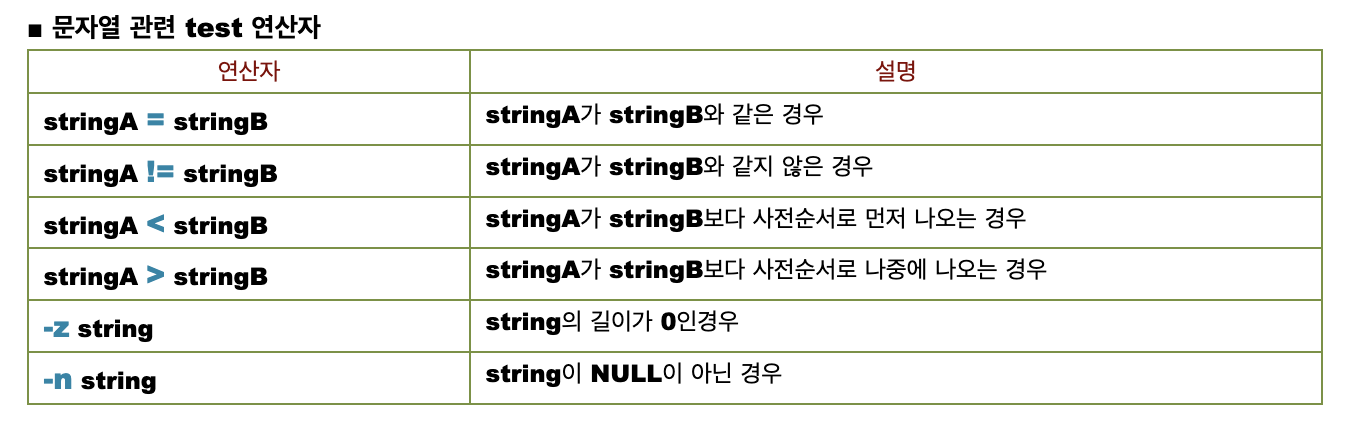 ■ 문자열 관련 test 연산자
연산자 설명
stringA = stringB stringA가 stringB와 같은 경우
stringA != stringB stringA가 stringB와 같지 않은 경우
stringA < stringB stringA가 stringB보다 사전순서로 먼저 나오는 경우
stringA > stringB stringA가 stringB보다 사전순서로 나중에 나오는 경우
-z string string의 길이가 0인경우
-n string string이 NULL이 아닌 경우